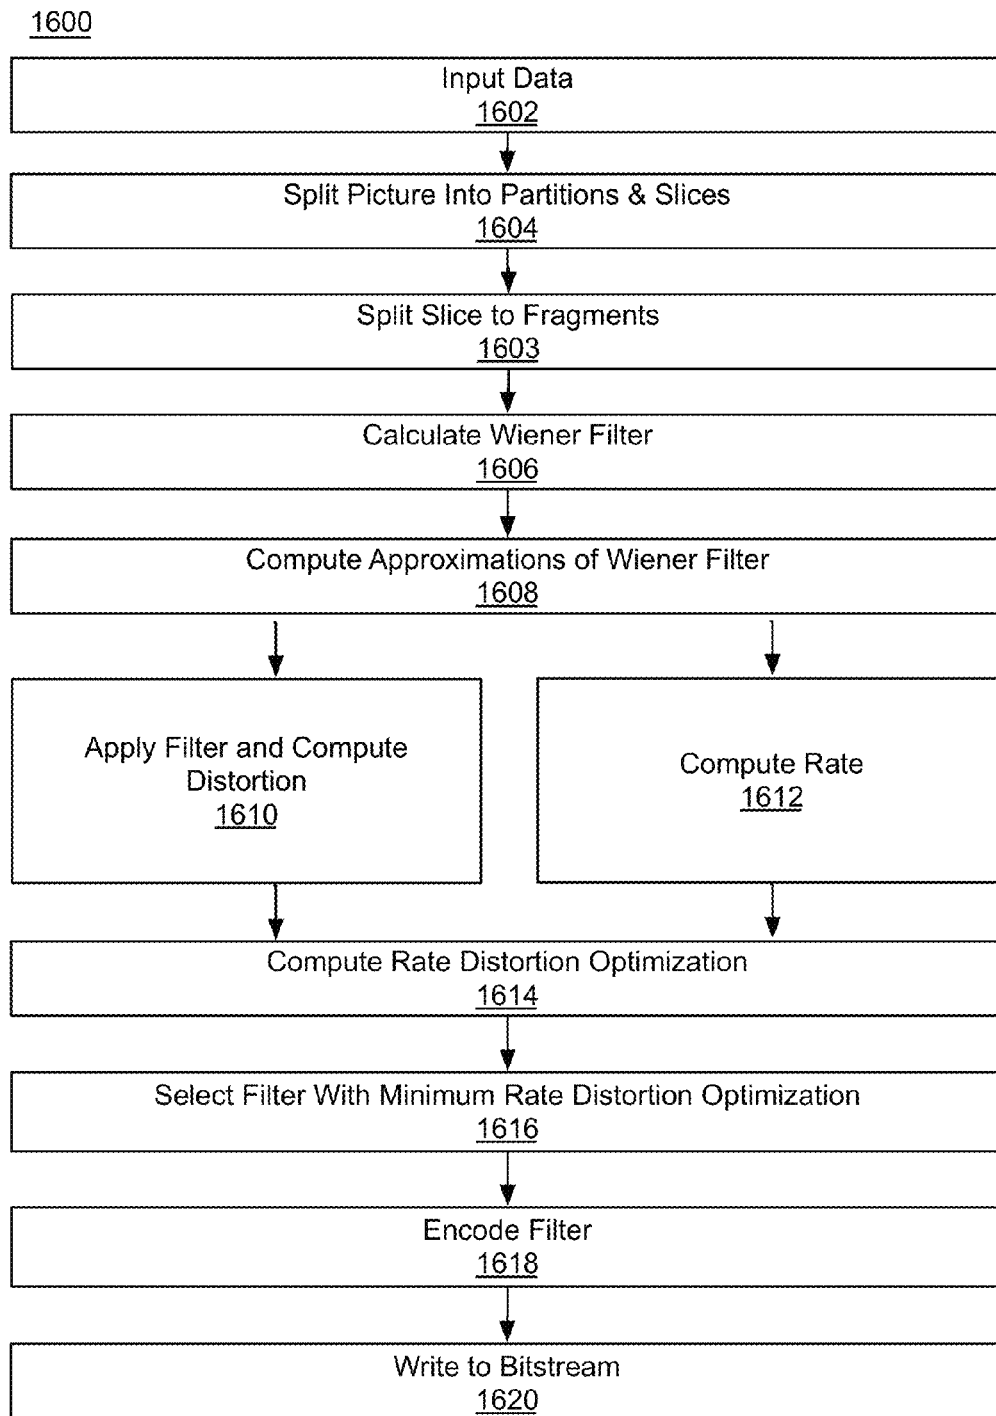 1600
Input Data
1602
Split Picture Into Partitions & Slices
1604
Split Slice to Fragments
1603
Calculate Wiener Filter
1606
Compute Approximations of Wiener Filter
1608
Apply Filter and Compute
Distortion
1610
Compute Rate
1612
Compute Rate Distortion Optimization
1614
Select Filter With Minimum Rate Distortion Optimization
1616
Encode Filter
1618
Write to Bitstream
1620